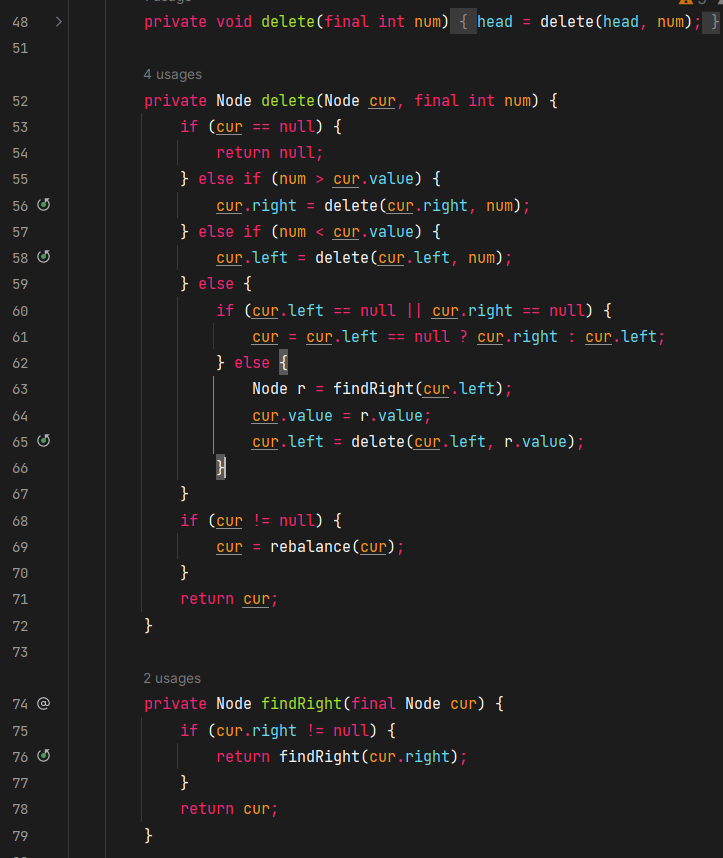 48 private void delete(final int num) { head = delete(head, num); }
51
4 usages
52 private Node delete(Node cur, final int num) {
53 if (cur == null) {
54 return null;
55 } else if (num > cur.value) {
56 cur.right = delete(cur.right, num);
57 } else if (num < cur.value) {
58 cur.left = delete(cur.left, num);
59 } else {
60 if (cur.left == null || cur.right == null) {
61 cur = cur.left == null ? cur.right : cur.left;
62 } else {
63 Node r = findRight(cur.left);
64 cur.value = r.value;
65 cur.left = delete(cur.left, r.value);
66 }
67 }
68 if (cur != null) {
69 cur = rebalance(cur);
70 }
71 return cur;
72 }
73
2 usages
74 @ private Node findRight(final Node cur) {
75 if (cur.right != null) {
76 return findRight(cur.right);
77 }
78 return cur;
79 }